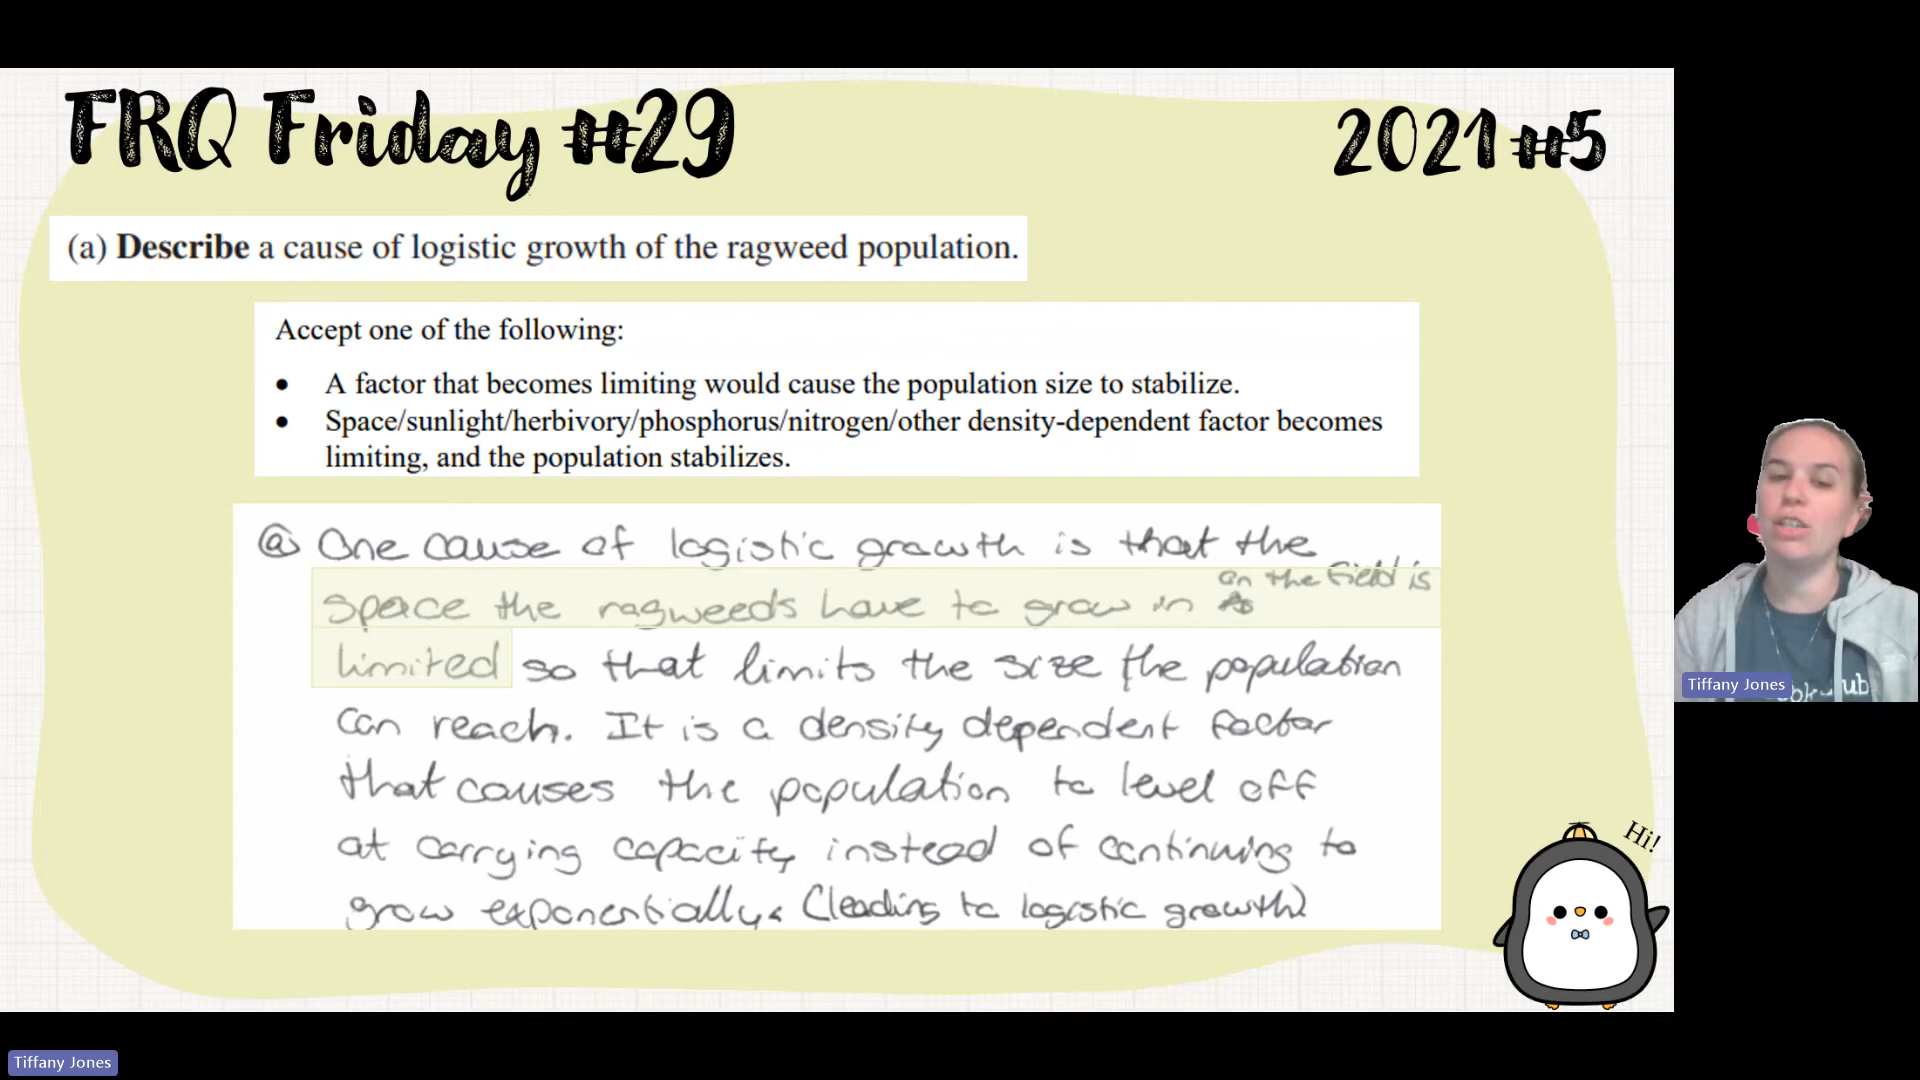 FRQ Friday #29
2021 #5
(a) Describe a cause of logistic growth of the ragweed population.
Accept one of the following:
• A factor that becomes limiting would cause the population size to stabilize.
• Space/sunlight/herbivory/phosphorus/nitrogen/other density-dependent factor becomes
limiting, and the population stabilizes.
(a) One cause of logistic growth is that the
space the ragweeds have to grow in on the field is
limited so that limits the size the population
can reach. It is a density dependent factor
that causes the population to level off
at carrying capacity instead of continuing to
grow exponentially. (leading to logistic growth)
Hi!
Tiffany Jones
Tiffany Jones